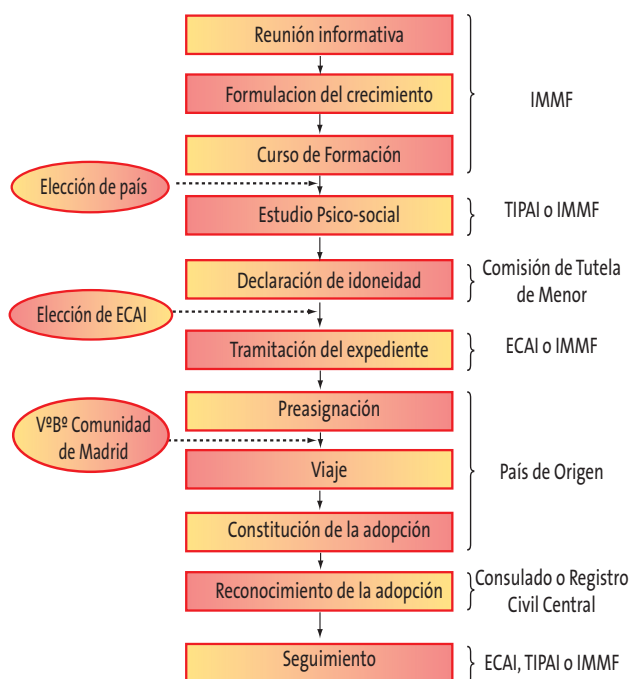 Reunión informativa
Formulacion del crecimiento
IMMF
Curso de Formación
Elección de país
Estudio Psico-social
TIPAI o IMMF
Declaración de idoneidad
Comisión de Tutela
de Menor
Elección de ECAI
Tramitación del expediente
ECAI o IMMF
Preasignación
VºBº Comunidad
de Madrid
Viaje
País de Origen
Constitución de la adopción
Reconocimiento de la adopción
Consulado o Registro
Civil Central
Seguimiento
ECAI, TIPAI o IMMF